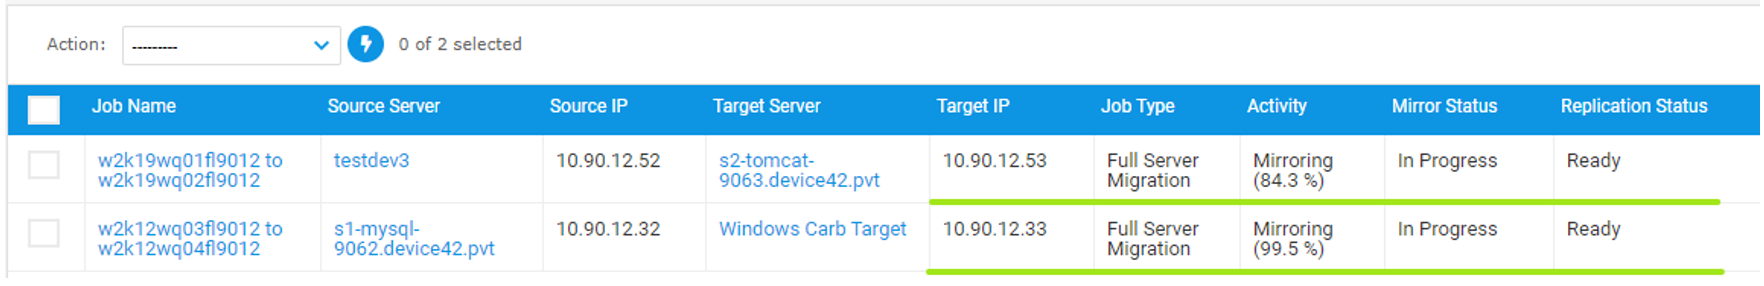 Action: --------- 0 of 2 selected
Job Name Source Server Source IP Target Server Target IP Job Type Activity Mirror Status Replication Status
w2k19wq01fl9012 to testdev3 10.90.12.52 s2-tomcat- 10.90.12.53 Full Server Mirroring In Progress Ready
w2k19wq02fl9012 9063.device42.pvt Migration (84.3 %)
w2k12wq03fl9012 to s1-mysql- 10.90.12.32 Windows Carb Target 10.90.12.33 Full Server Mirroring In Progress Ready
w2k12wq04fl9012 9062.device42.pvt Migration (99.5 %)